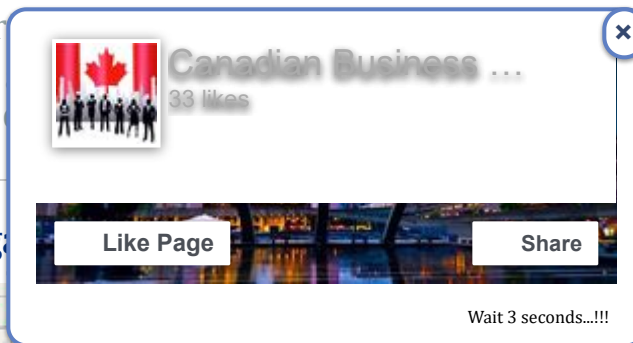 Canadian Business ...
33 likes
Like Page
Share
Wait 3 seconds...!!!